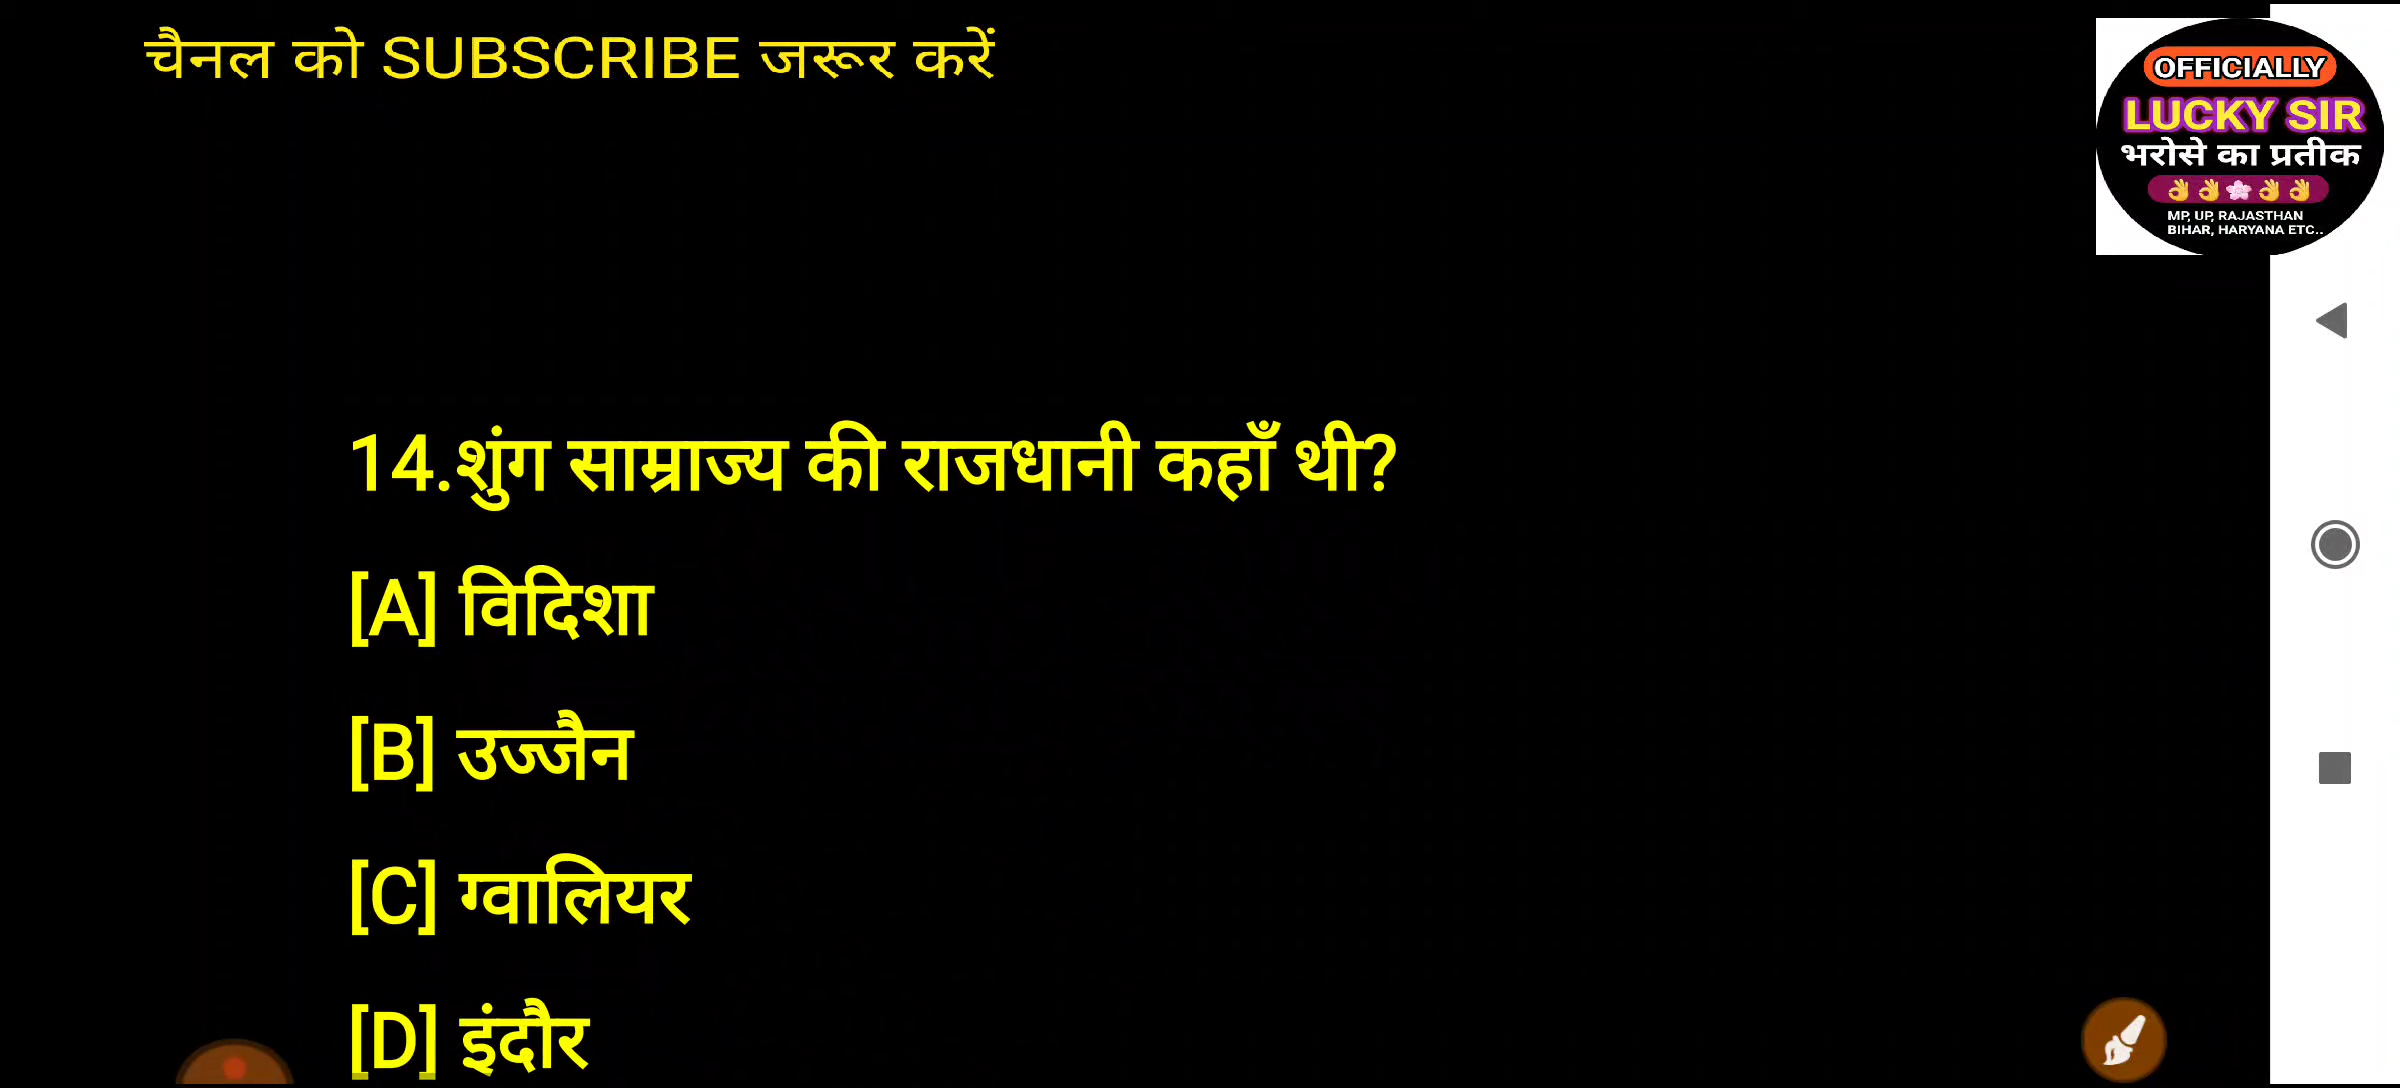 चैनल को SUBSCRIBE जरूर करें
OFFICIALLY
LUCKY SIR
भरोसे का प्रतीक
👌👌🌸👌👌
MP, UP, RAJASTHAN
BIHAR, HARYANA ETC..
14.शुंग साम्राज्य की राजधानी कहाँ थी?
[A] विदिशा
[B] उज्जैन
[C] ग्वालियर
[D] इंदौर